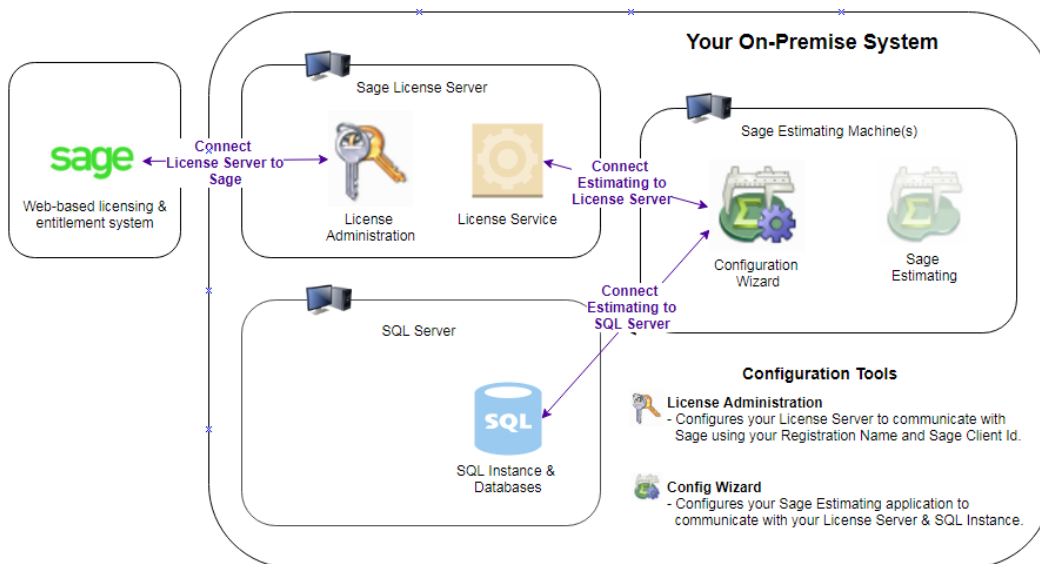 Your On-Premise System
Sage License Server
Sage Estimating Machine(s)
sage
Web-based licensing &
entitlement system
Connect
License Server to
Sage
License
Administration
License Service
Connect
Estimating to
License Server
Configuration
Wizard
Sage
Estimating
Connect
Estimating to
SQL Server
SQL Server
SQL
SQL Instance &
Databases
Configuration Tools
License Administration
- Configures your License Server to communicate with
Sage using your Registration Name and Sage Client Id.
Config Wizard
- Configures your Sage Estimating application to
communicate with your License Server & SQL Instance.